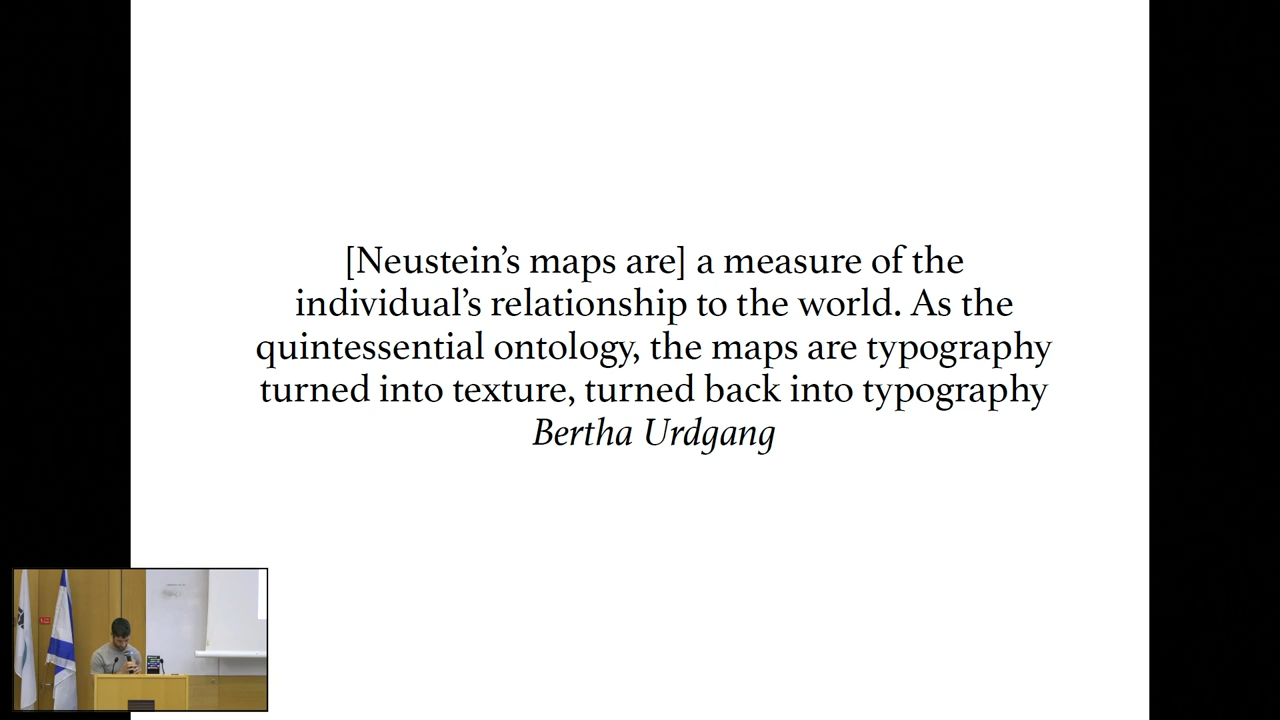 [Neustein’s maps are] a measure of the
individual’s relationship to the world. As the
quintessential ontology, the maps are typography
turned into texture, turned back into typography
Bertha Urdgang